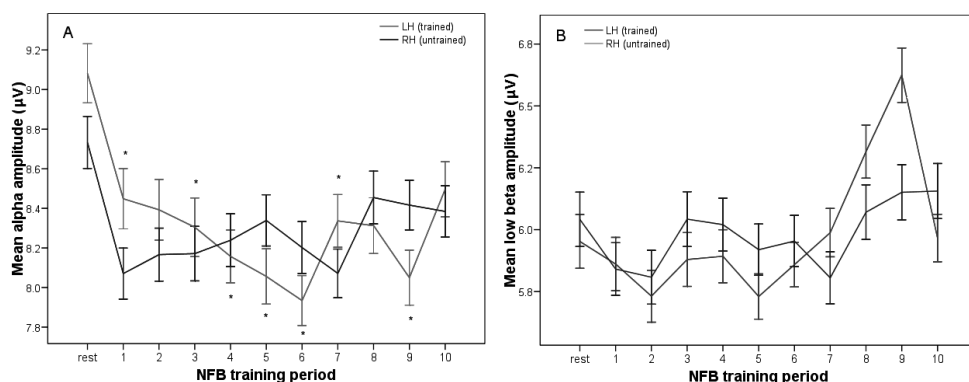 A
LH (trained)
RH (untrained)
Mean alpha amplitude (µV)
9.2
9.0
8.8
8.6
8.4
8.2
8.0
7.8
*
*
*
*
*
*
*
rest 1 2 3 4 5 6 7 8 9 10
NFB training period
B
LH (trained)
RH (untrained)
Mean low beta amplitude (µV)
6.8
6.5
6.2
6.0
5.8
rest 1 2 3 4 5 6 7 8 9 10
NFB training period